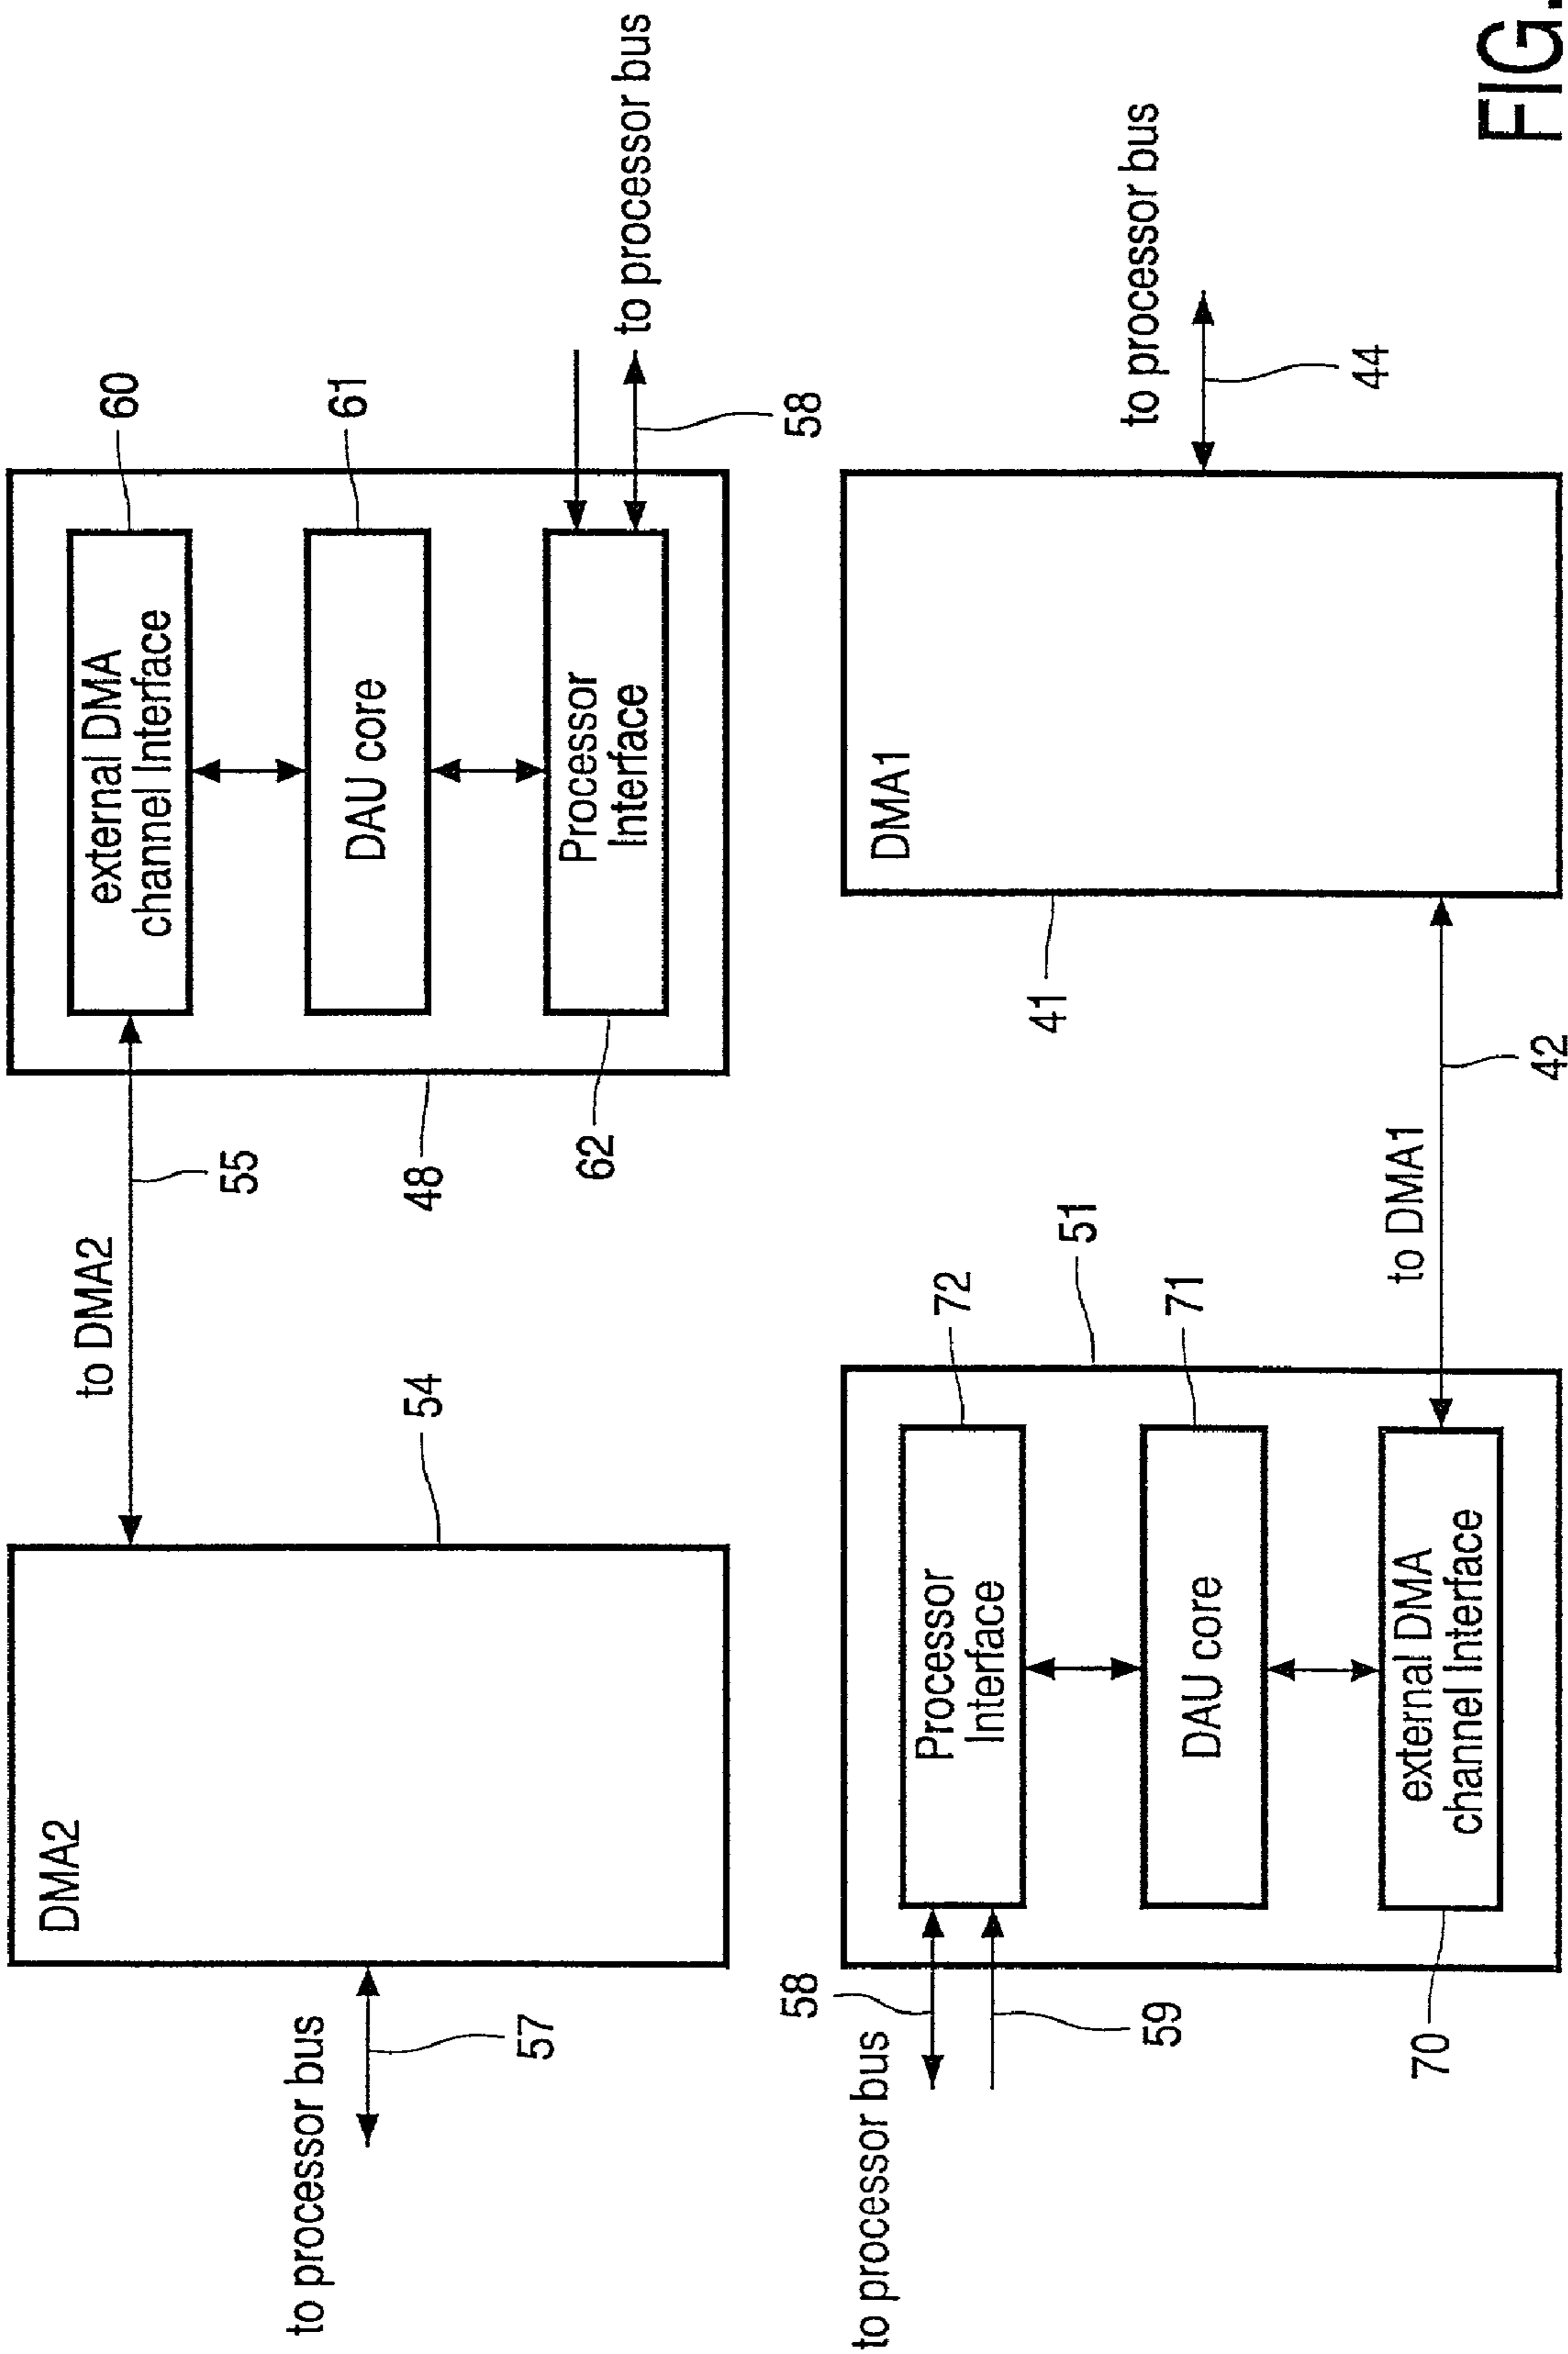 DMA2
to processor bus
57
54
to DMA2
55
48
external DMA
channel Interface
60
DAU core
61
Processor
Interface
62
to processor bus
58
to processor bus
58
59
Processor
Interface
72
51
DAU core
71
external DMA
channel Interface
70
to DMA1
42
DMA1
41
to processor bus
44
FIG.